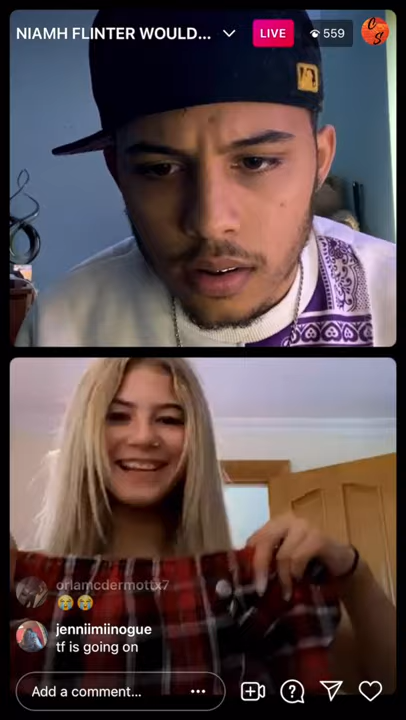 NIAMH FLINTER WOULD...
LIVE
559
orlamcdermottx7
😭😭
jenniimiinogue
tf is going on
Add a comment...